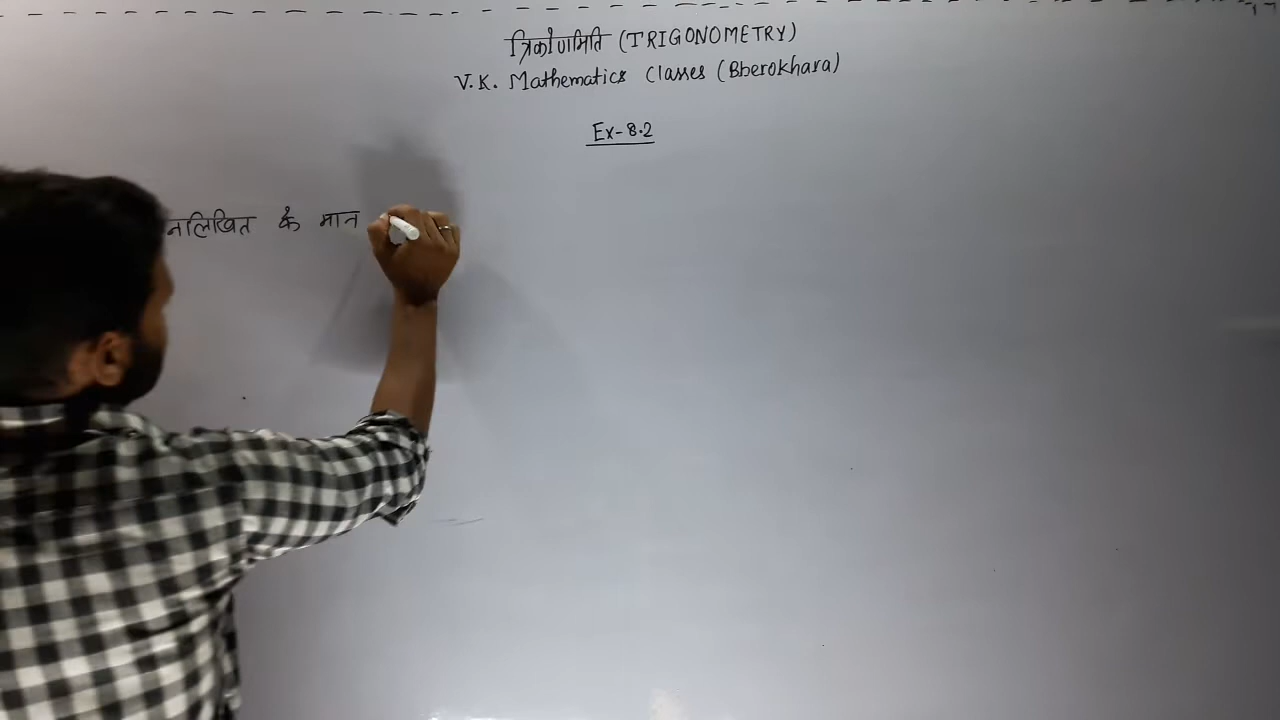 त्रिकोणमिति (TRIGONOMETRY)
V.K. Mathematics Classes (Bherokhara)
Ex-8.2
नलिखित के मान